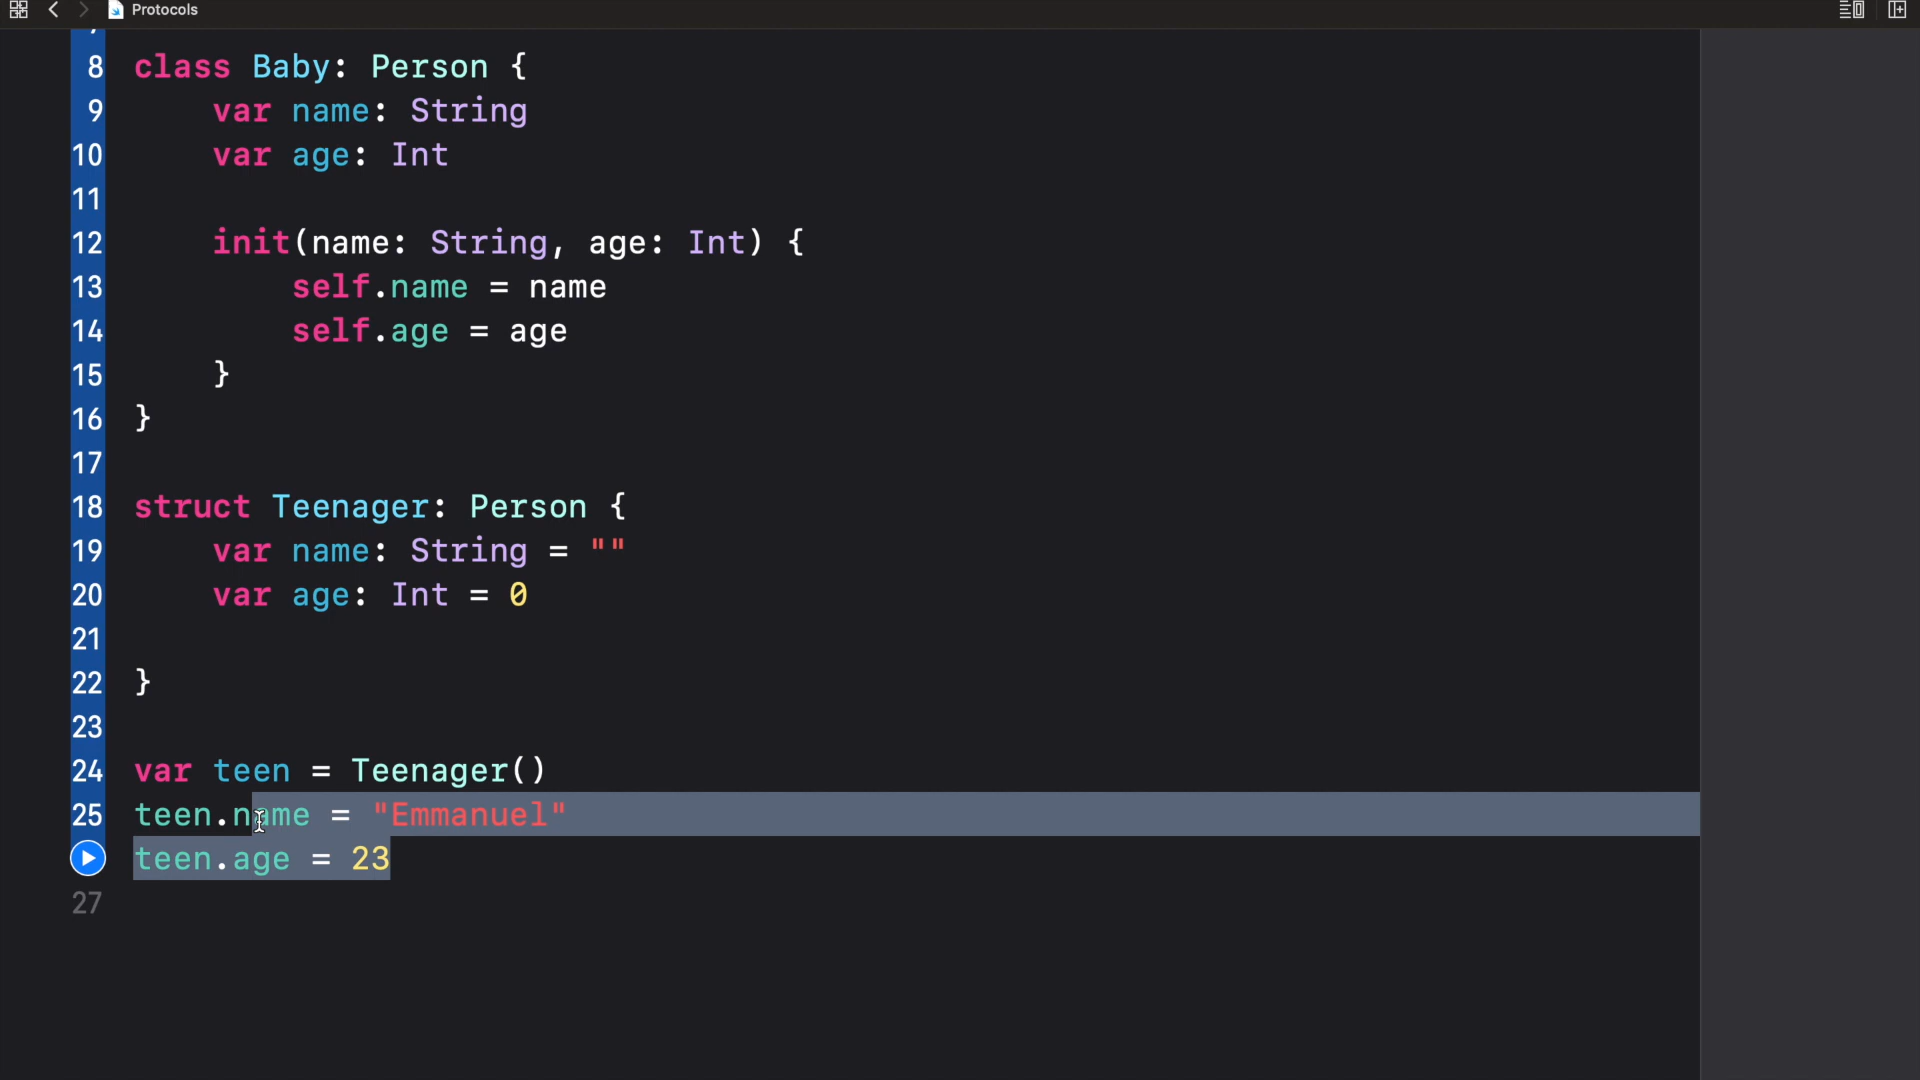 Protocols
8 class Baby: Person {
9 var name: String
10 var age: Int
11
12 init(name: String, age: Int) {
13 self.name = name
14 self.age = age
15 }
16 }
17
18 struct Teenager: Person {
19 var name: String = ""
20 var age: Int = 0
21
22 }
23
24 var teen = Teenager()
25 teen.name = "Emmanuel"
teen.age = 23
27